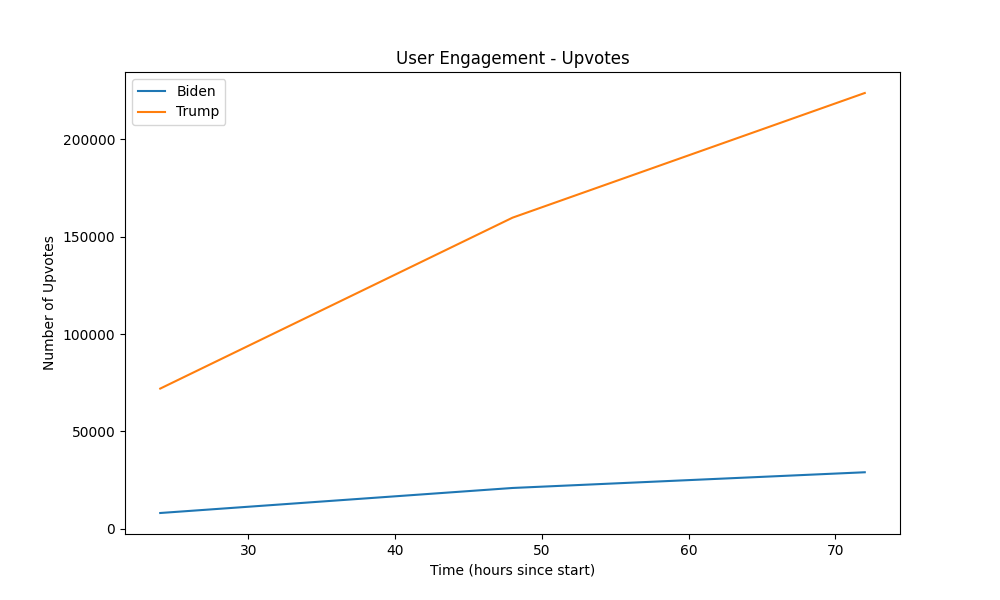 User Engagement - Upvotes
Biden
Trump
Number of Upvotes
200000
150000
100000
50000
0
30 40 50 60 70
Time (hours since start)